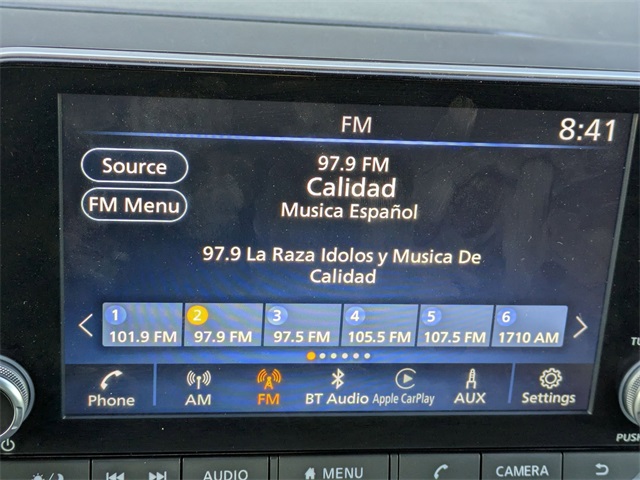 FM
8:41
Source
FM Menu
97.9 FM
Calidad
Musica Español
97.9 La Raza Idolos y Musica De
Calidad
1 2 3 4 5 6
101.9 FM 97.9 FM 97.5 FM 105.5 FM 107.5 FM 1710 AM
Phone AM FM BT Audio Apple CarPlay AUX Settings
PUSH
AUDIO MENU CAMERA